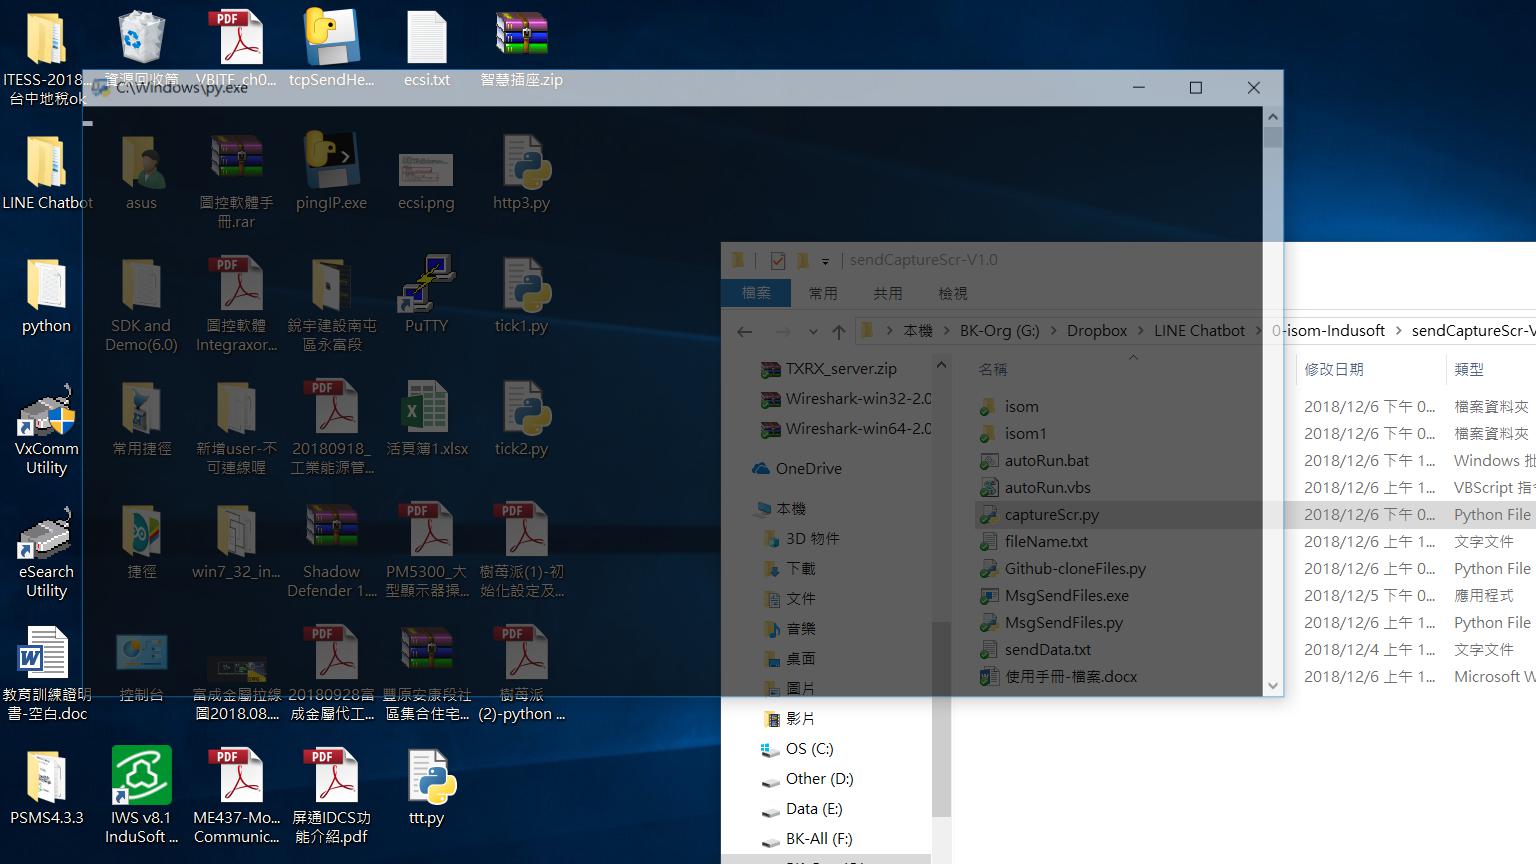 ITESS-2018...
台中地稅ok
資源回收筒
VBITE_ch0...
tcpSendHe...
ecsi.txt
智慧插座.zip
C:\Windows\py.exe
LINE Chatbot
asus
圖控軟體手
冊.rar
pingIP.exe
ecsi.png
http3.py
python
SDK and
Demo(6.0)
圖控軟體
Integraxor...
銳宇建設南屯
區永富段
PuTTY
tick1.py
VxComm
Utility
常用捷徑
新增user-不
可連線喔
20180918_
工業能源管...
活頁簿1.xlsx
tick2.py
eSearch
Utility
捷徑
win7_32_in...
Shadow
Defender 1....
PM5300_大
型顯示器操...
樹莓派(1)-初
始化設定及...
教育訓練證明
書-空白.doc
控制台
富成金屬拉線
圖2018.08....
20180928富
成金屬代工...
豐原安康段社
區集合住宅...
樹苺派
(2)-python ...
PSMS4.3.3
IWS v8.1
InduSoft ...
ME437-Mo...
Communic...
屏通IDCS功
能介紹.pdf
ttt.py
sendCaptureScr-V1.0
檔案
常用
共用
檢視
本機 > BK-Org (G:) > Dropbox > LINE Chatbot > 0-isom-Indusoft > sendCaptureScr-V
TXRX_server.zip
Wireshark-win32-2.0
Wireshark-win64-2.0
OneDrive
本機
3D 物件
下載
文件
音樂
桌面
圖片
影片
OS (C:)
Other (D:)
Data (E:)
BK-All (F:)
名稱 修改日期 類型
isom 2018/12/6 下午 0... 檔案資料夾
isom1 2018/12/6 下午 0... 檔案資料夾
autoRun.bat 2018/12/6 下午 1... Windows 批
autoRun.vbs 2018/12/6 上午 1... VBScript 指
captureScr.py 2018/12/6 下午 0... Python File
fileName.txt 2018/12/6 上午 1... 文字文件
Github-cloneFiles.py 2018/12/6 下午 0... Python File
MsgSendFiles.exe 2018/12/5 下午 0... 應用程式
MsgSendFiles.py 2018/12/6 上午 1... Python File
sendData.txt 2018/12/4 上午 1... 文字文件
使用手冊-檔案.docx 2018/12/6 上午 1... Microsoft W